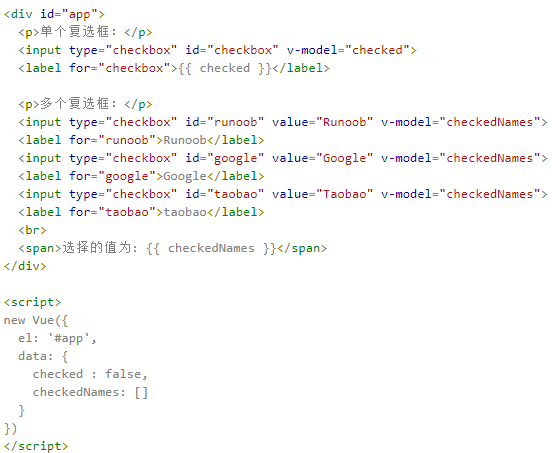 <div id="app">
  <p>单个复选框：</p>
  <input type="checkbox" id="checkbox" v-model="checked">
  <label for="checkbox">{{ checked }}</label>

  <p>多个复选框：</p>
  <input type="checkbox" id="runoob" value="Runoob" v-model="checkedNames">
  <label for="runoob">Runoob</label>
  <input type="checkbox" id="google" value="Google" v-model="checkedNames">
  <label for="google">Google</label>
  <input type="checkbox" id="taobao" value="Taobao" v-model="checkedNames">
  <label for="taobao">taobao</label>
  <br>
  <span>选择的值为: {{ checkedNames }}</span>
</div>

<script>
new Vue({
  el: '#app',
  data: {
    checked : false,
    checkedNames: []
  }
})
</script>